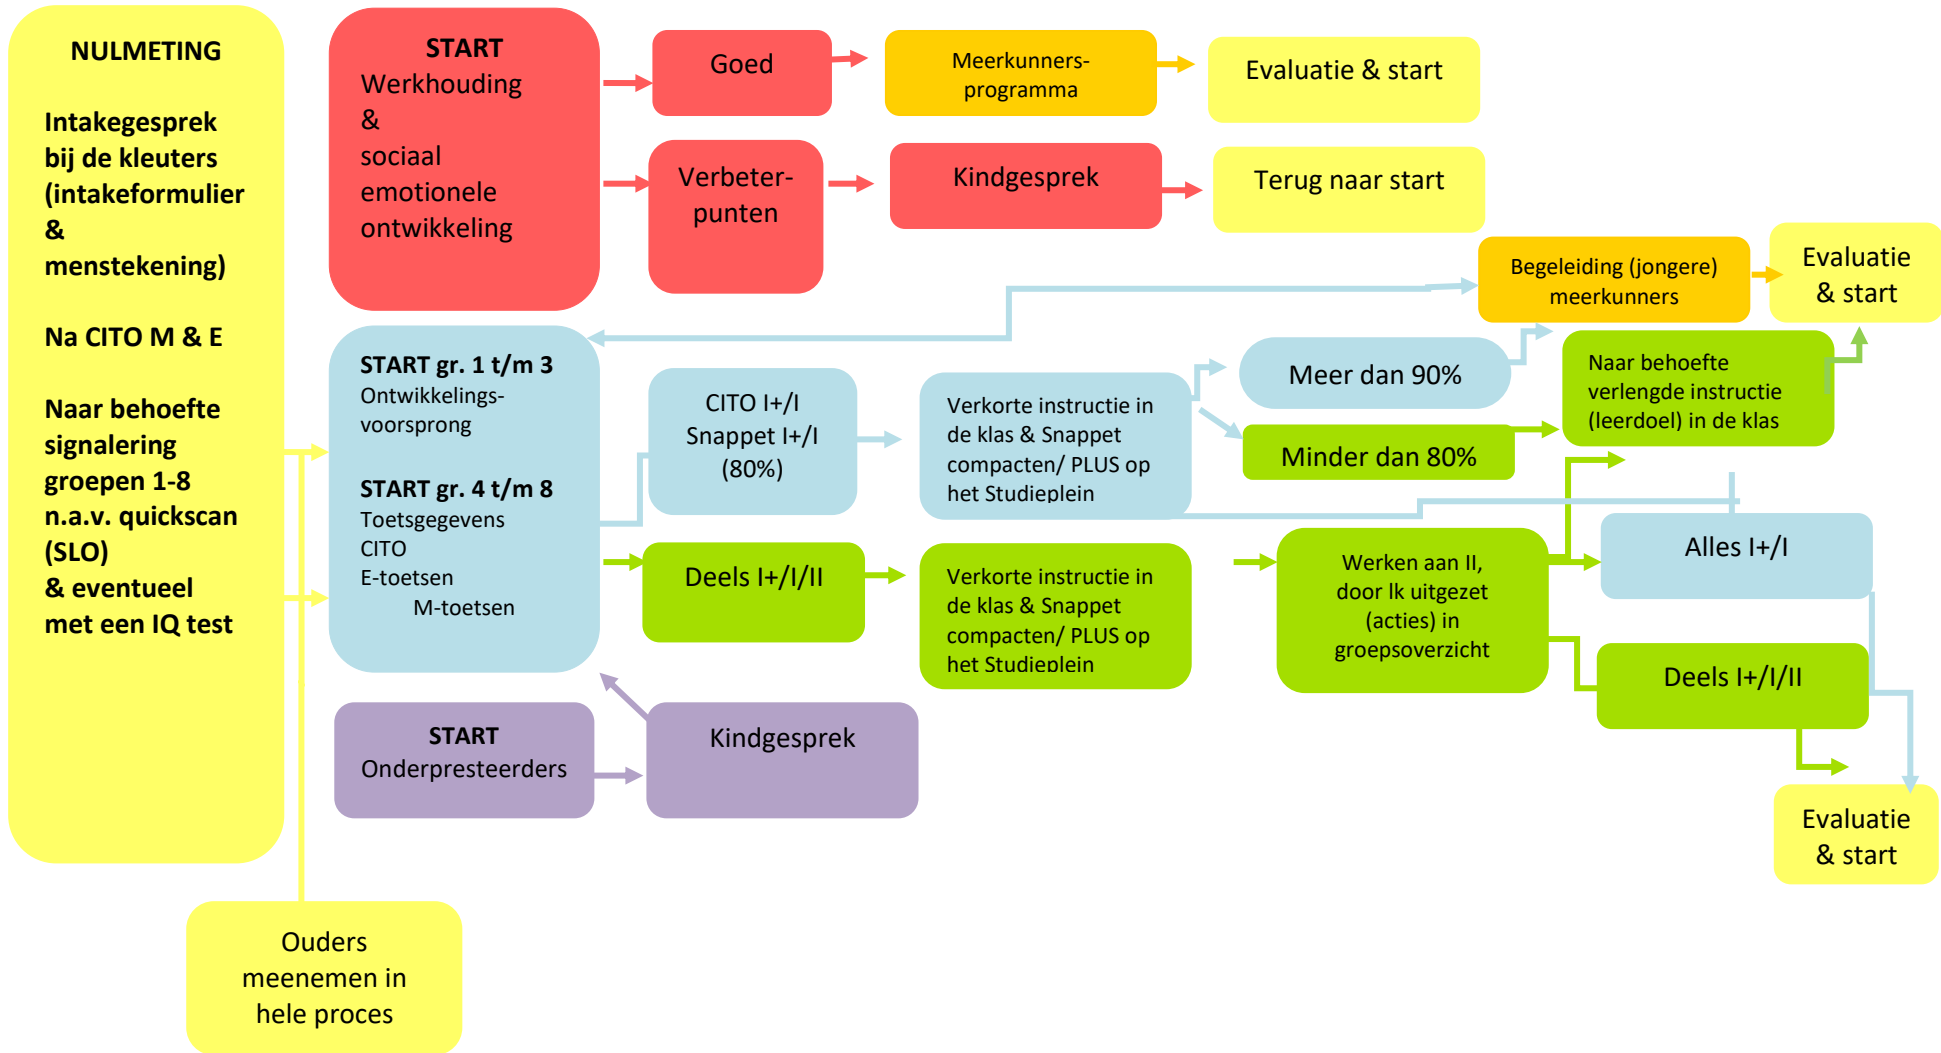 NULMETING
Intakegesprek
bij de kleuters
(intakeformulier
&
menstekening)
Na CITO M & E
Naar behoefte
signalering
groepen 1-8
n.a.v. quickscan
(SLO)
& eventueel
met een IQ test
START
Werkhouding
&
sociaal
emotionele
ontwikkeling
Goed
Meerkunners-
programma
Evaluatie & start
Verbeter-
punten
Kindgesprek
Terug naar start
Begeleiding (jongere)
meerkunners
Evaluatie
& start
START gr. 1 t/m 3
Ontwikkelings-
voorsprong
START gr. 4 t/m 8
Toetsgegevens
CITO
E-toetsen
M-toetsen
CITO I+/I
Snappet I+/I
(80%)
Verkorte instructie in
de klas & Snappet
compacten/ PLUS op
het Studieplein
Meer dan 90%
Minder dan 80%
Naar behoefte
verlengde instructie
(leerdoel) in de klas
Deels I+/I/II
Verkorte instructie in
de klas & Snappet
compacten/ PLUS op
het Studieplein
Werken aan II,
door lk uitgezet
(acties) in
groepsoverzicht
Alles I+/I
Deels I+/I/II
START
Onderpresteerders
Kindgesprek
Evaluatie
& start
Ouders
meenemen in
hele proces